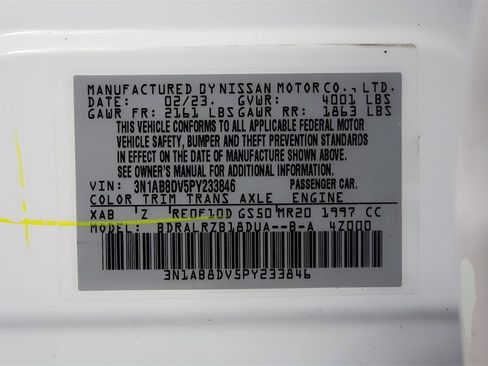 MANUFACTURED BY NISSAN MOTOR CO., LTD.
DATE: 02/23. GVWR: 4001 LBS
GAWR FR: 2161 LBS GAWR RR: 1863 LBS
THIS VEHICLE CONFORMS TO ALL APPLICABLE FEDERAL MOTOR
VEHICLE SAFETY, BUMPER AND THEFT PREVENTION STANDARDS
IN EFFECT ON THE DATE OF MANUFACTURE SHOWN ABOVE.
SEE OWNER'S MANUAL FOR ADDITIONAL INFORMATION.
VIN: 3N1AB8DV5PY233846 PASSENGER CAR.
COLOR TRIM TRANS AXLE ENGINE
XAB Z RE0F10D GS50 MR20 1997 CC
MODEL: BDRALRZB18DUA--B-A 4Z000
3N1AB8DV5PY233846